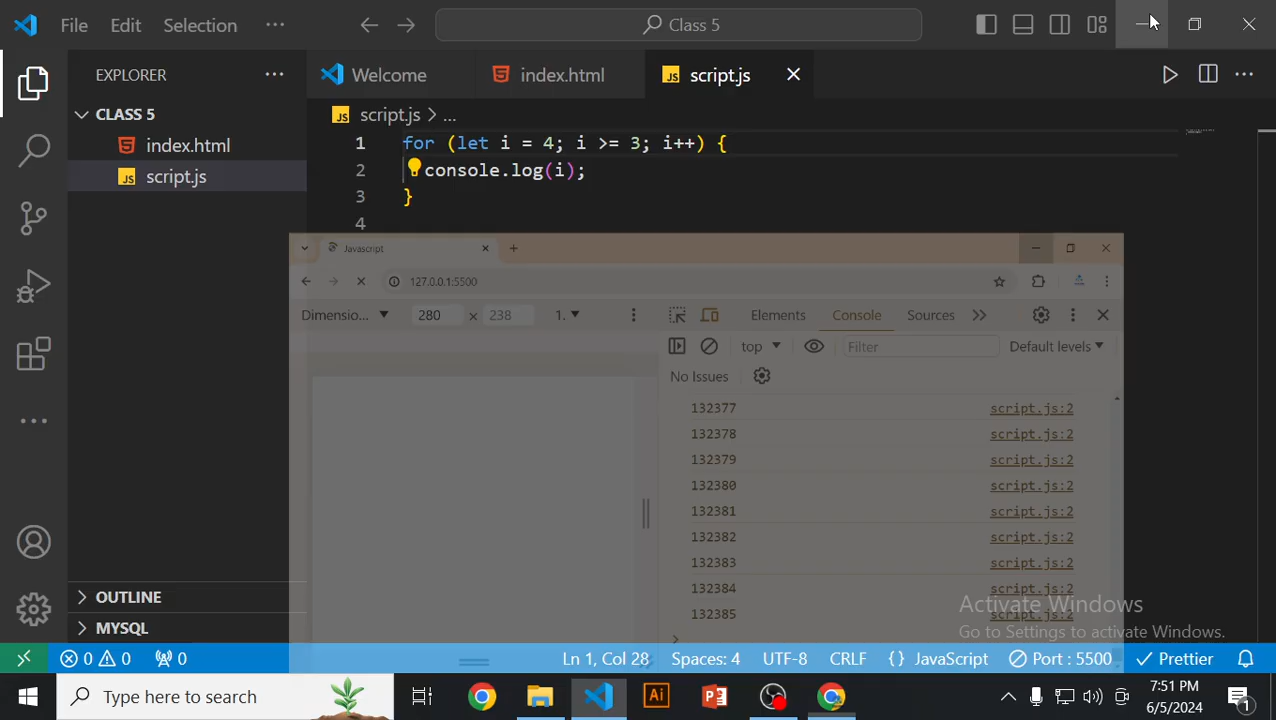 File Edit Selection ··· Class 5
EXPLORER ···
Welcome index.html script.js
CLASS 5
index.html
script.js
script.js > ...
1 for (let i = 4; i >= 3; i++) {
2 console.log(i);
3 }
4
Javascript
127.0.0.1:5500
Dimensio... 280 × 238 1.
Elements Console Sources
top Filter Default levels
No Issues
132377 script.js:2
132378 script.js:2
132379 script.js:2
132380 script.js:2
132381 script.js:2
132382 script.js:2
132383 script.js:2
132384 script.js:2
132385 script.js:2
OUTLINE
MYSQL
Activate Windows
Go to Settings to activate Windows.
0 0 0 Ln 1, Col 28 Spaces: 4 UTF-8 CRLF {} JavaScript Port : 5500 Prettier
Type here to search
Ai P
7:51 PM
6/5/2024
1